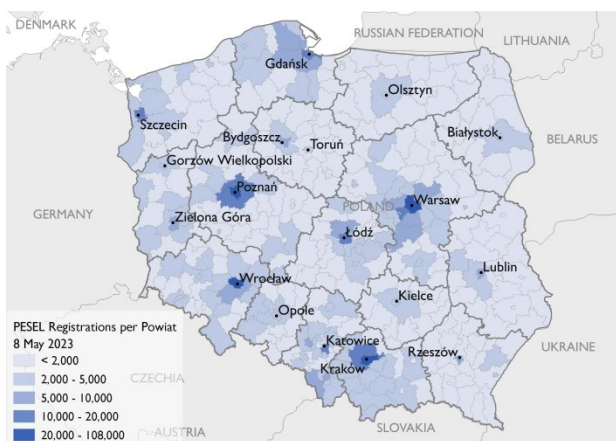 DENMARK
RUSSIAN FEDERATION
LITHUANIA
Gdańsk
Olsztyn
Szczecin
Bydgoszcz
Toruń
Białystok
BELARUS
Gorzów Wielkopolski
Poznań
Warsaw
POLAND
GERMANY
Zielona Góra
Łódź
Wrocław
Lublin
Opole
Kielce
PESEL Registrations per Powiat
8 May 2023
< 2,000
2,000 - 5,000
5,000 - 10,000
10,000 - 20,000
20,000 - 108,000
Katowice
Kraków
Rzeszów
UKRAINE
CZECHIA
AUSTRIA
SLOVAKIA